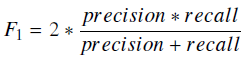 F₁ = 2 * precision * recall / precision + recall